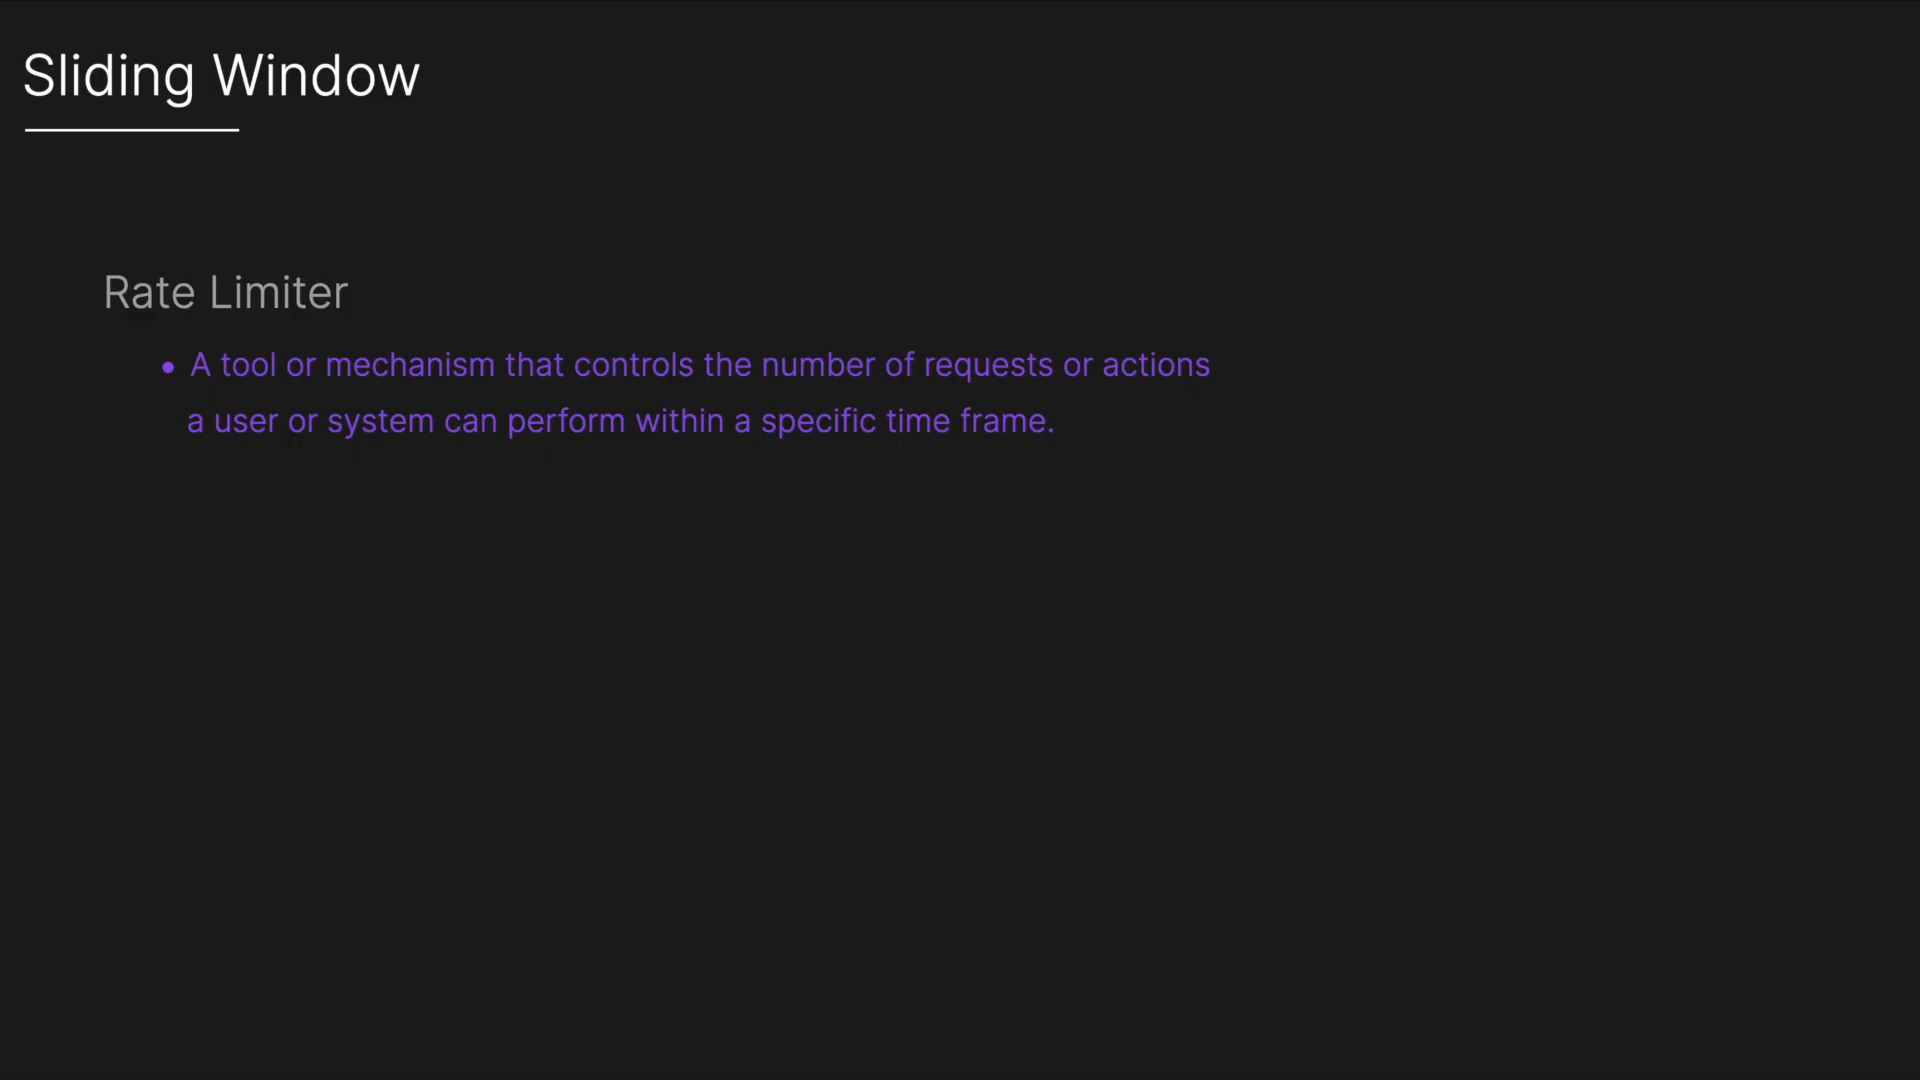 Sliding Window
Rate Limiter
• A tool or mechanism that controls the number of requests or actions
a user or system can perform within a specific time frame.